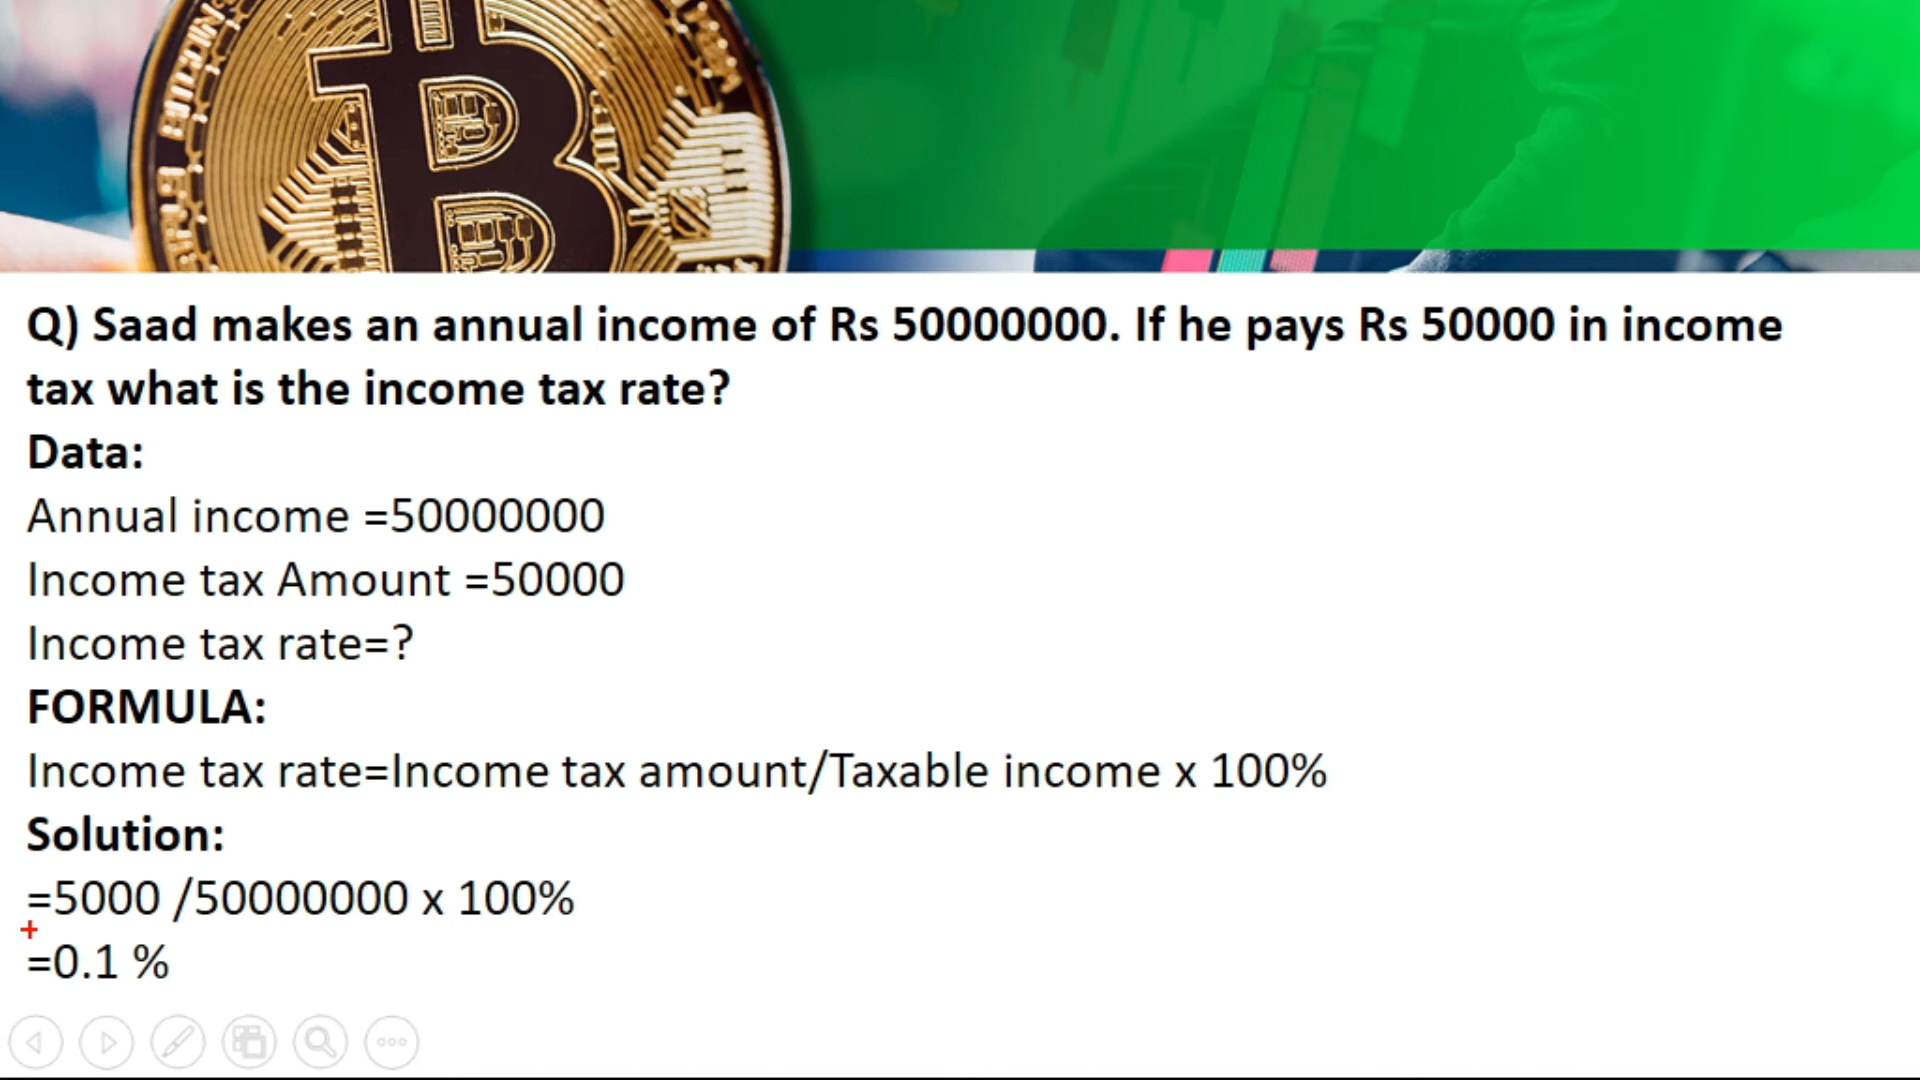 BITCOIN
Q) Saad makes an annual income of Rs 50000000. If he pays Rs 50000 in income
tax what is the income tax rate?
Data:
Annual income =50000000
Income tax Amount =50000
Income tax rate=?
FORMULA:
Income tax rate=Income tax amount/Taxable income x 100%
Solution:
=5000 /50000000 x 100%
=0.1 %